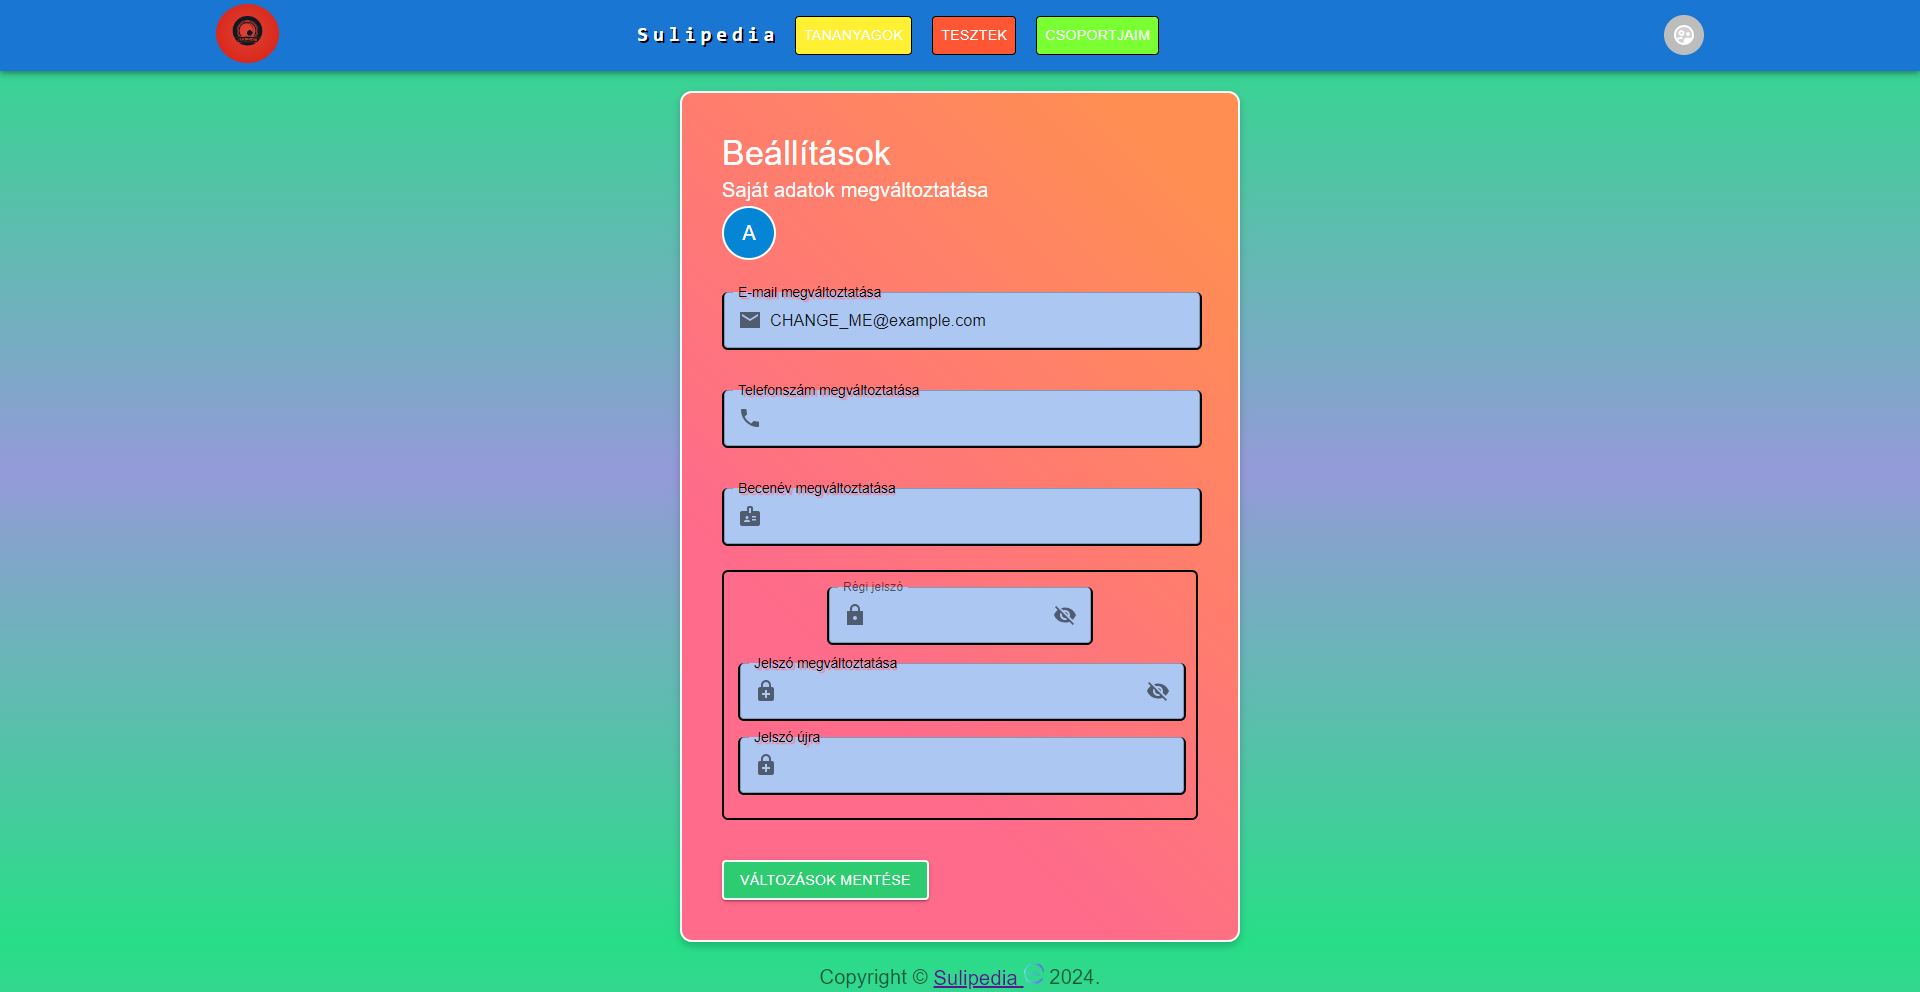 Sulipedia TANANYAGOK TESZTEK CSOPORTJAIM
Beállítások
Saját adatok megváltoztatása
A
E-mail megváltoztatása
CHANGE_ME@example.com
Telefonszám megváltoztatása
Becenév megváltoztatása
Régi jelszó
Jelszó megváltoztatása
Jelszó újra
VÁLTOZÁSOK MENTÉSE
Copyright © Sulipedia 2024.